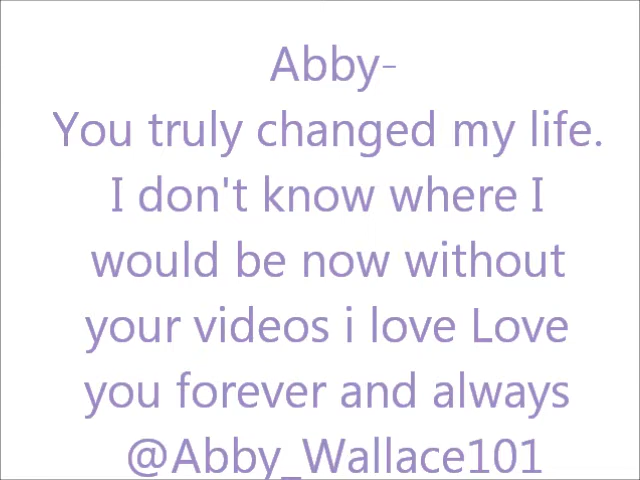 Abby-
You truly changed my life.
I don't know where I
would be now without
your videos i love Love
you forever and always
@Abby_Wallace101